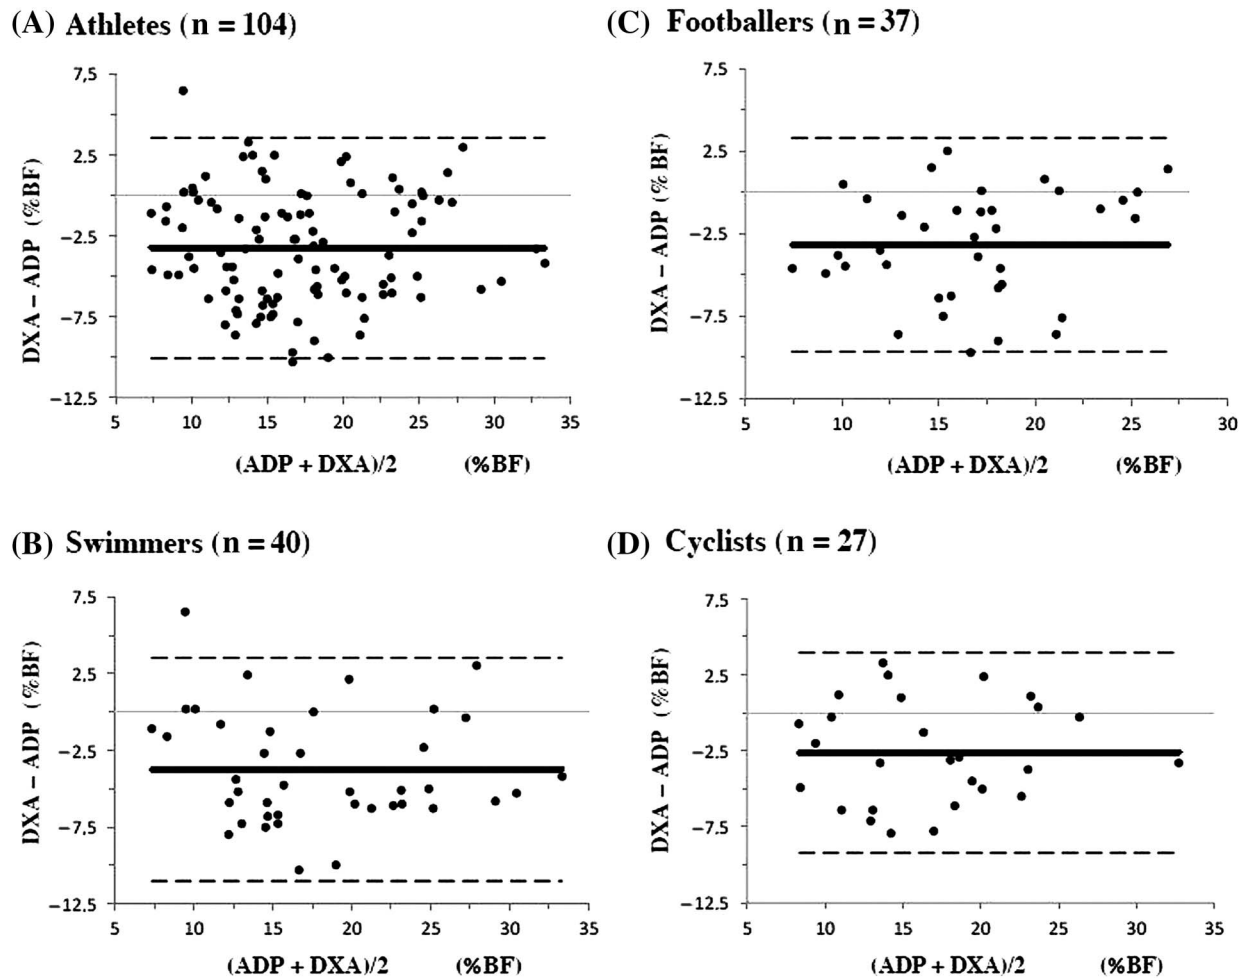 (A) Athletes (n = 104)
7,5
2.5
−2.5
−7.5
−12.5
DXA − ADP (%BF)
5 10 15 20 25 30 35
(ADP + DXA)/2 (%BF)
(C) Footballers (n = 37)
7.5
2.5
−2.5
−7.5
−12.5
DXA − ADP (% BF)
5 10 15 20 25 30
(ADP + DXA)/2 (%BF)
(B) Swimmers (n = 40)
7.5
2.5
−2.5
−7.5
−12.5
DXA − ADP (%BF)
5 10 15 20 25 30 35
(ADP + DXA)/2 (%BF)
(D) Cyclists (n = 27)
7.5
2.5
−2.5
−7.5
−12.5
DXA − ADP (%BF)
5 10 15 20 25 30 35
(ADP + DXA)/2 (%BF)